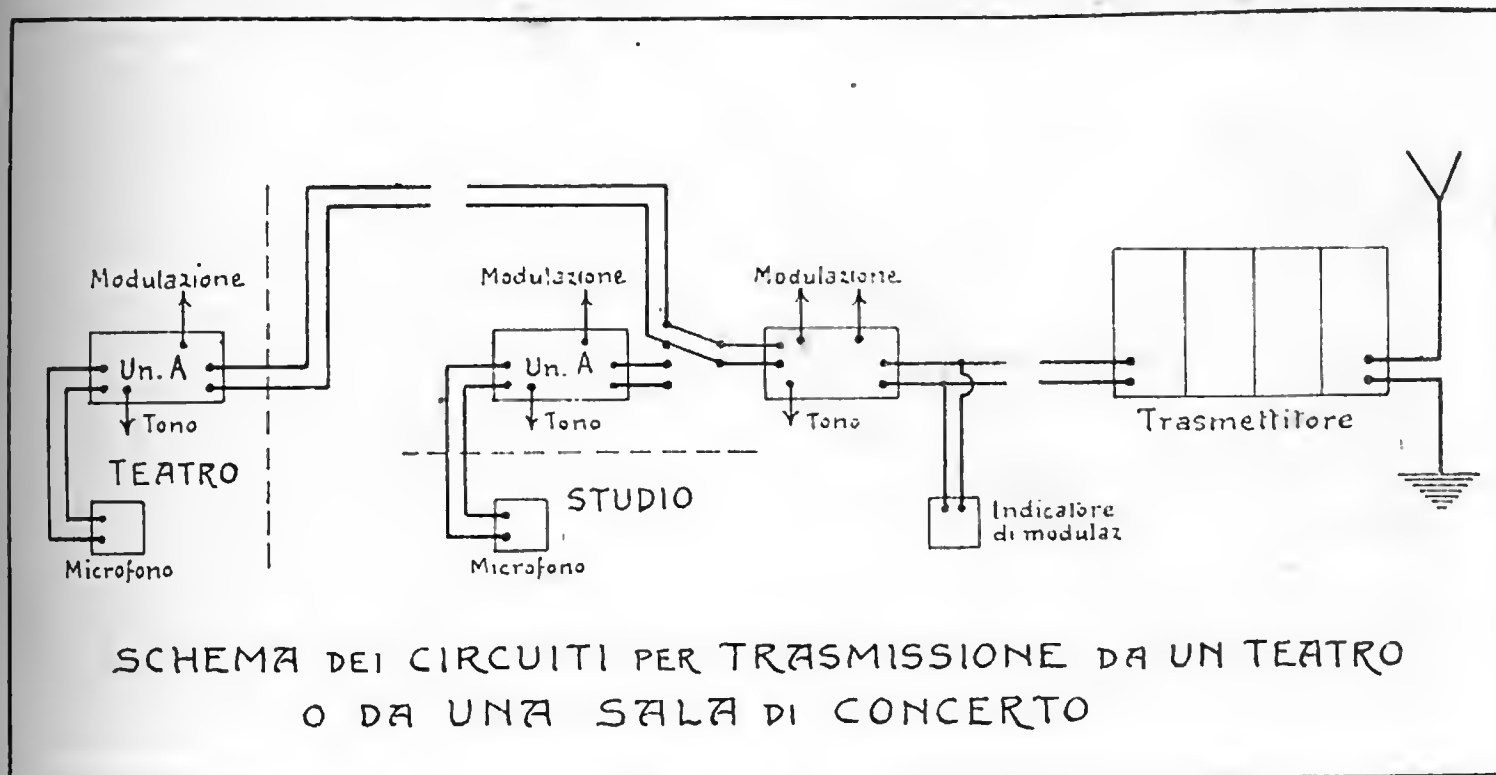 Modulazione
Un. A
Tono
TEATRO
Microfono
Modulazione
Un. A
Tono
STUDIO
Microfono
Modulazione
Tono
Indicatore
di modulaz
Trasmettitore
SCHEMA DEI CIRCUITI PER TRASMISSIONE DA UN TEATRO
O DA UNA SALA DI CONCERTO